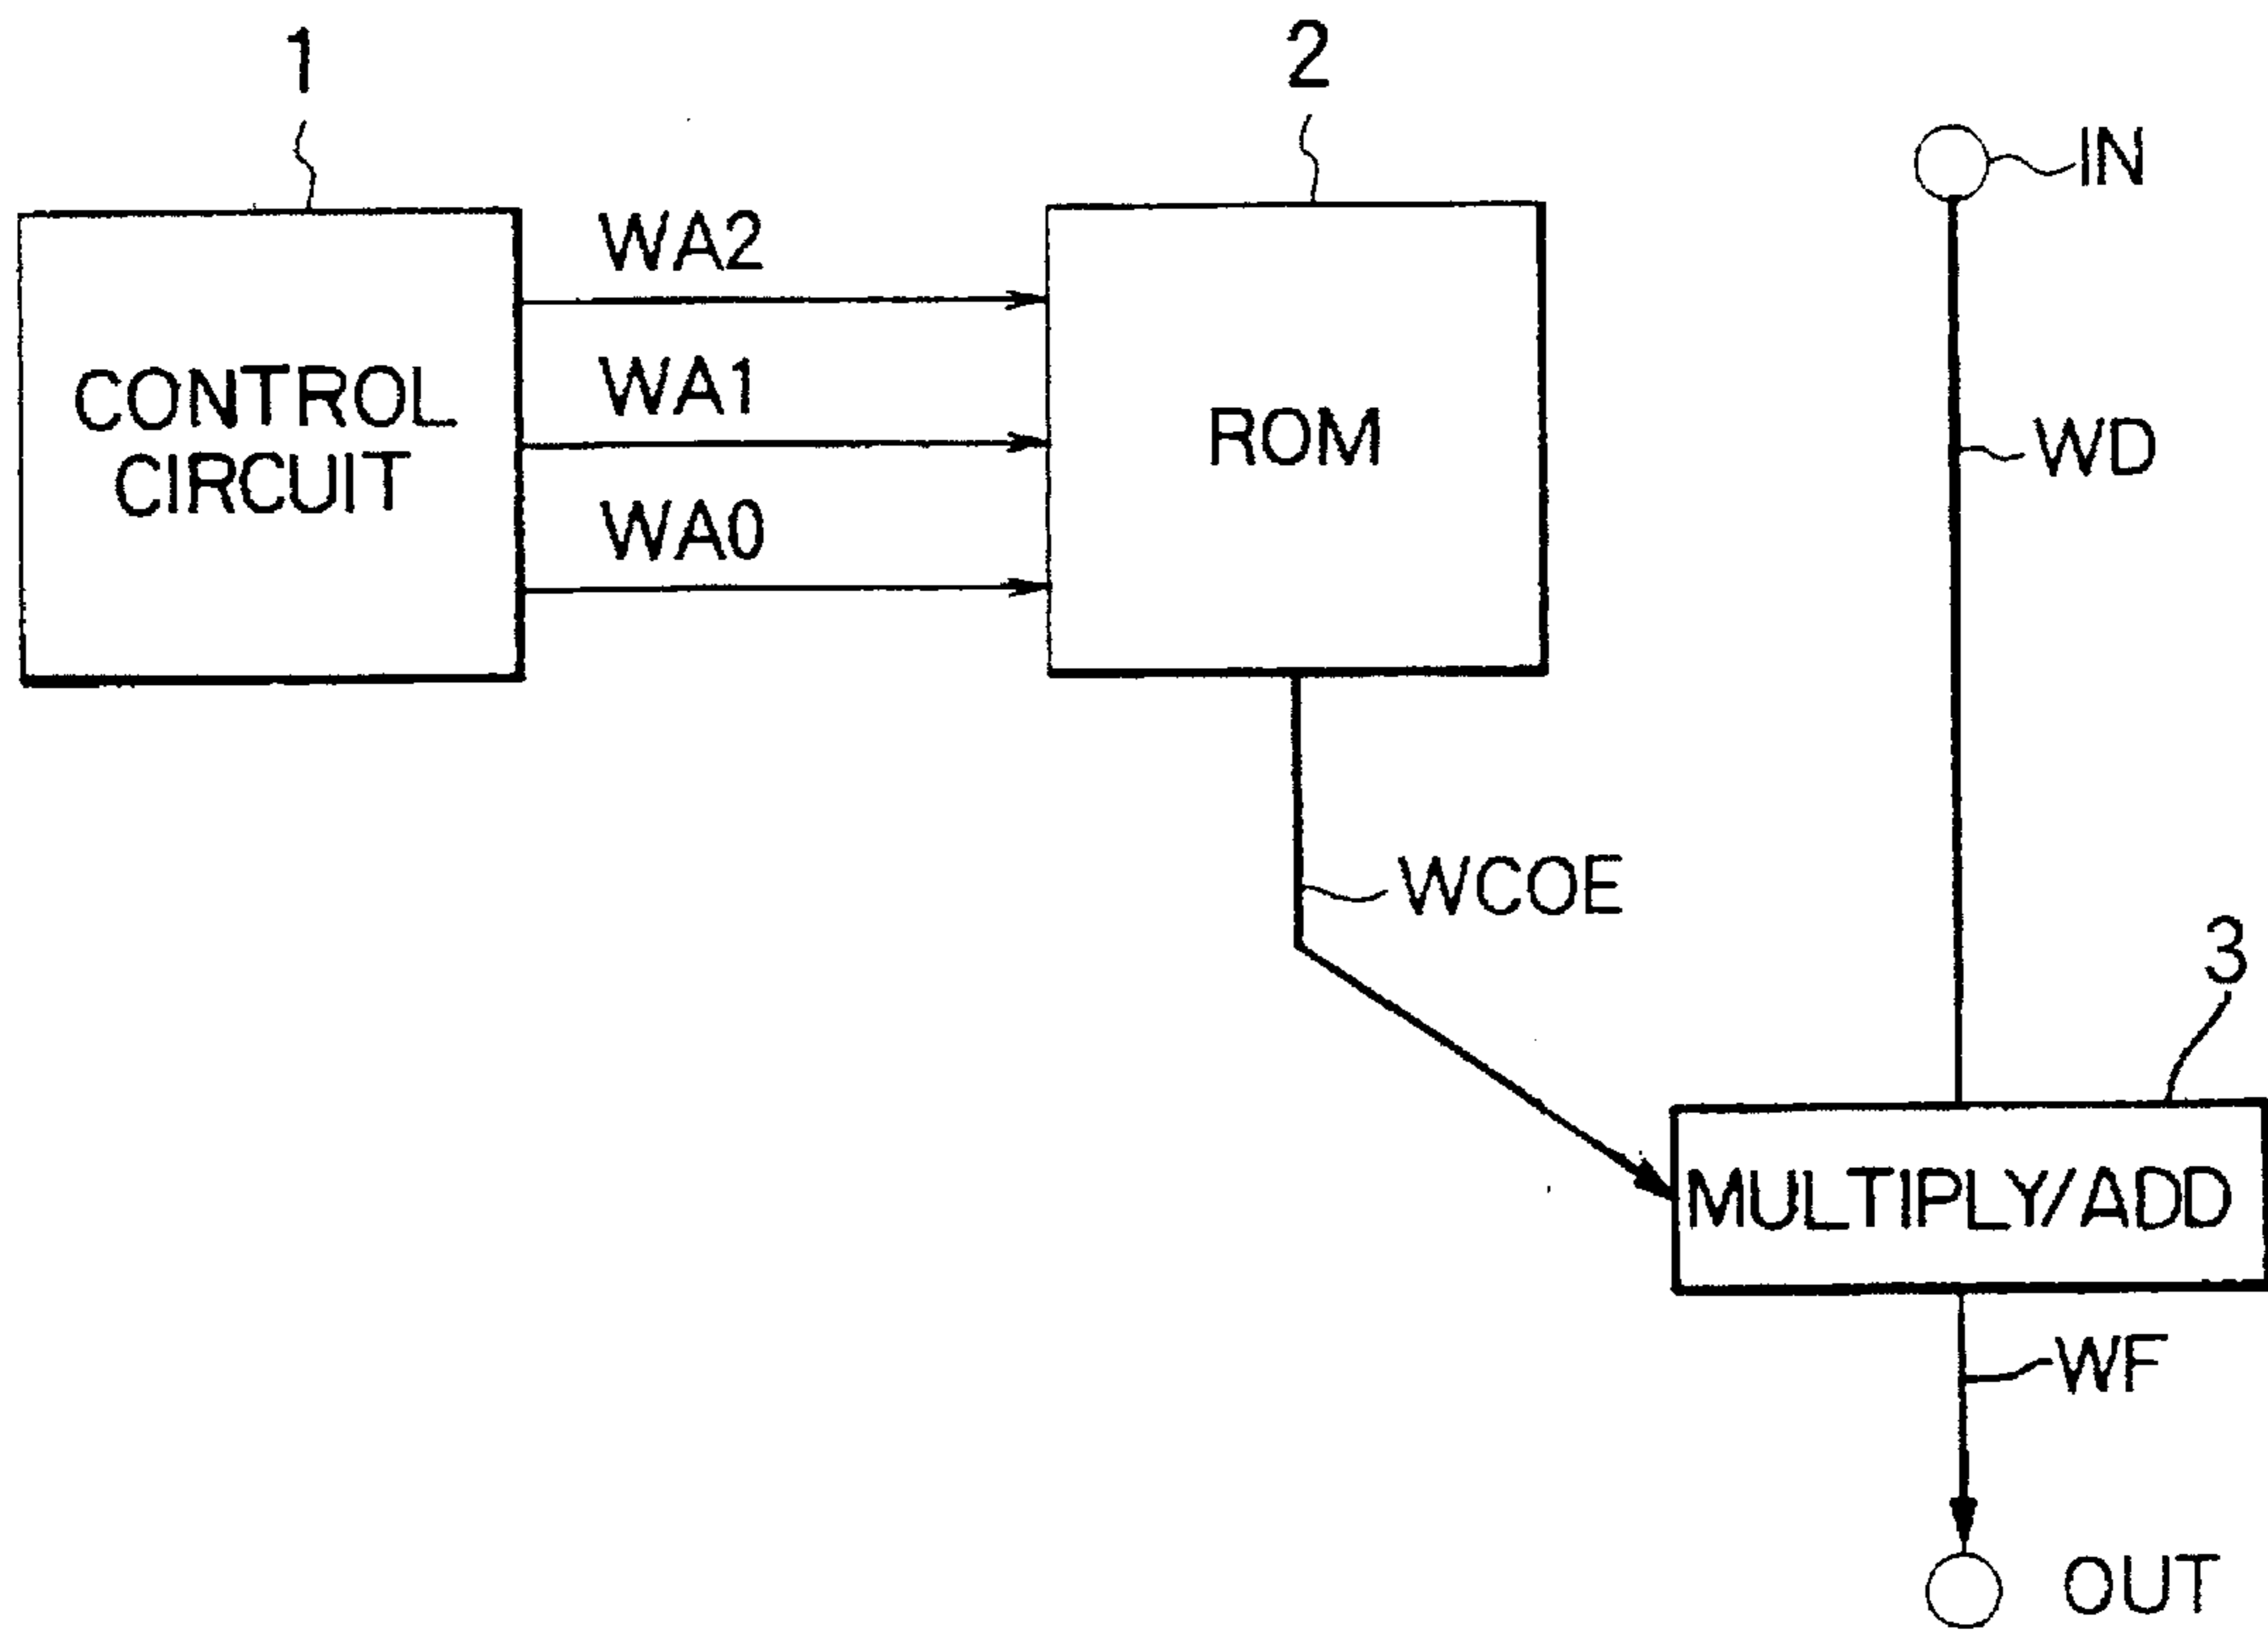 1
2
IN
WA2
CONTROL
CIRCUIT
WA1
WA0
ROM
WD
WCOE
3
MULTIPLY/ADD
WF
OUT